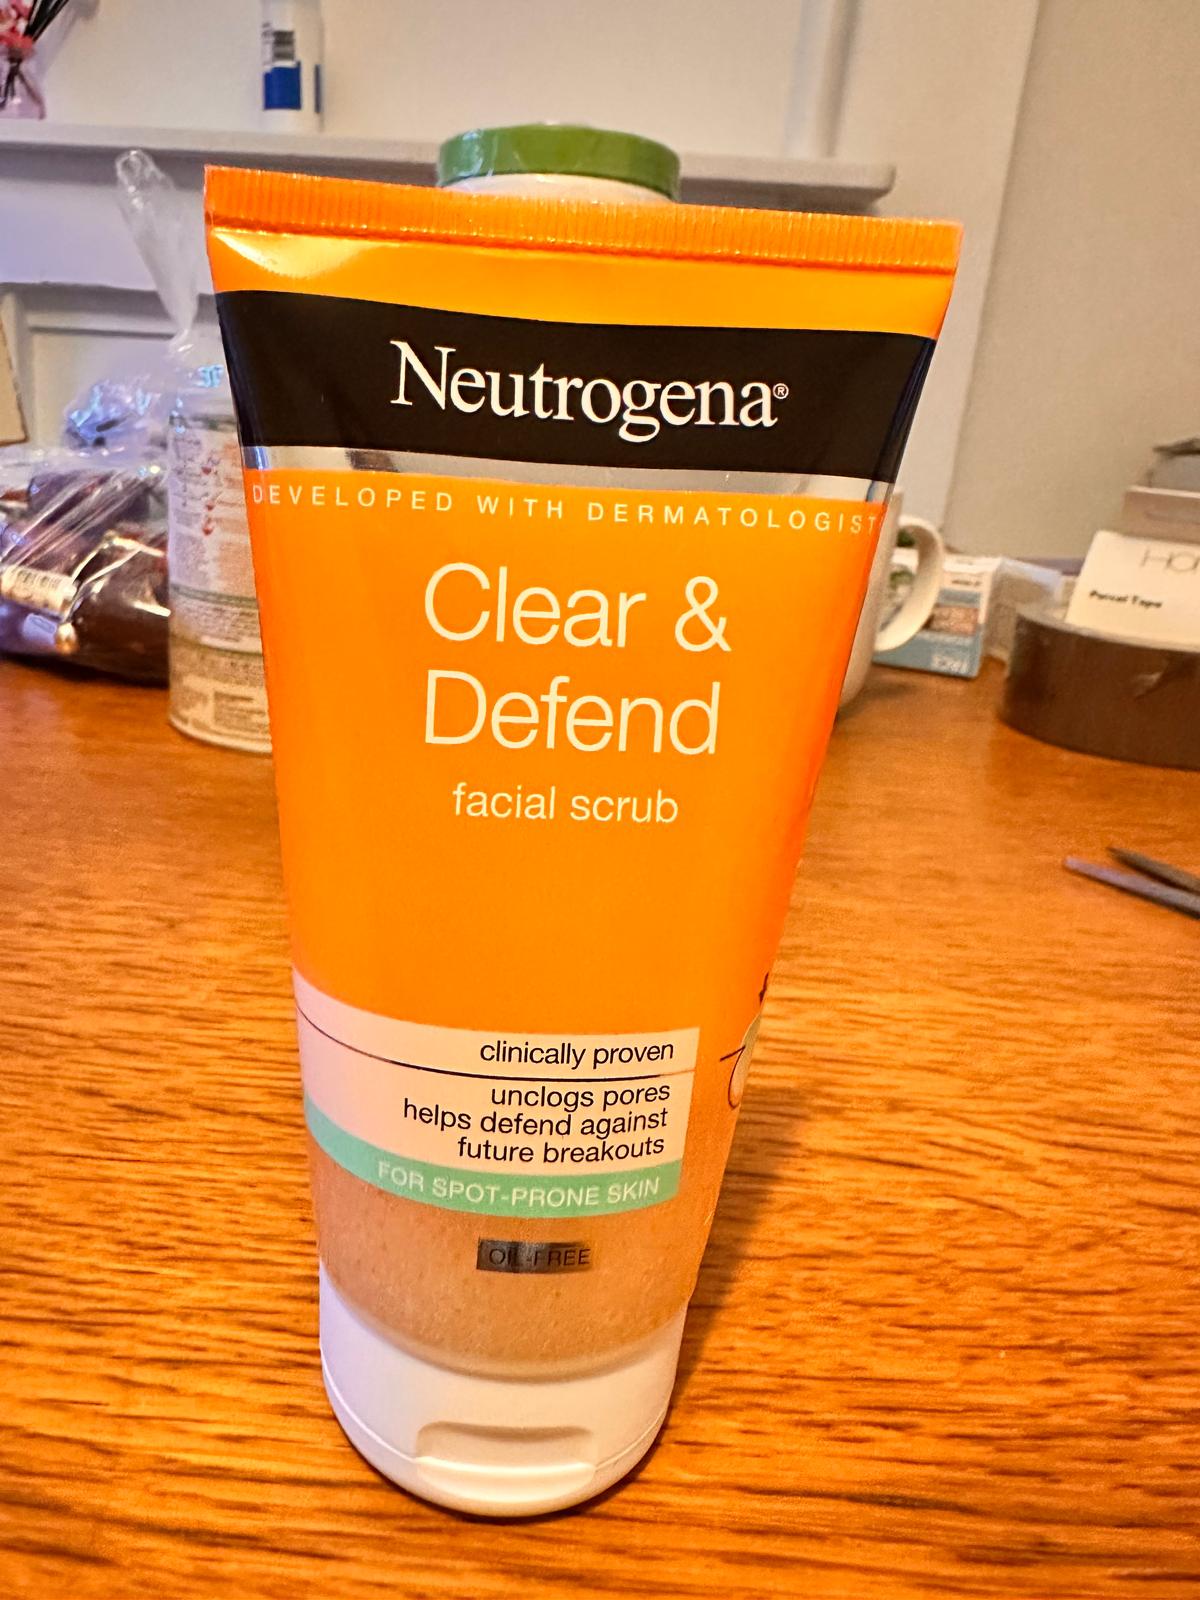 Neutrogena®
DEVELOPED WITH DERMATOLOGIST
Clear &
Defend
facial scrub
clinically proven
unclogs pores
helps defend against
future breakouts
FOR SPOT-PRONE SKIN
OIL-FREE
Parcel Tape